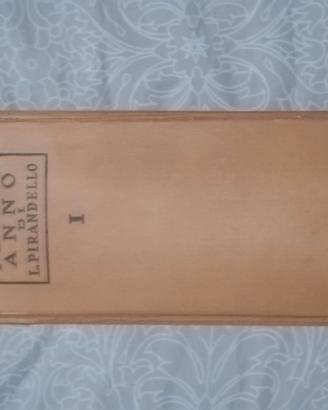 ANNO
DI
L. PIRANDELLO
I